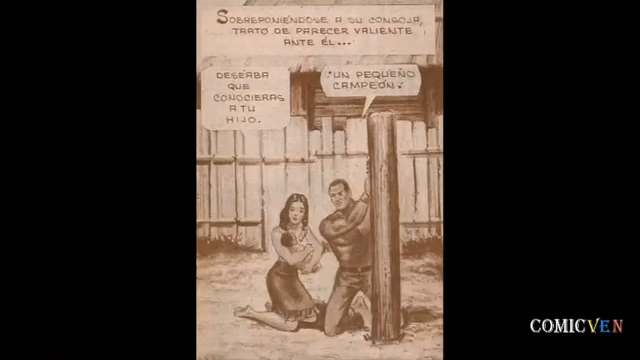 SOBREPONIÉNDOSE A SU CONGOJA,
TRATÓ DE PARECER VALIENTE
ANTE ÉL...
DESEABA
QUE
CONOCIERAS
A TU
HIJO.
¡UN PEQUEÑO
CAMPEÓN!
COMICVEN